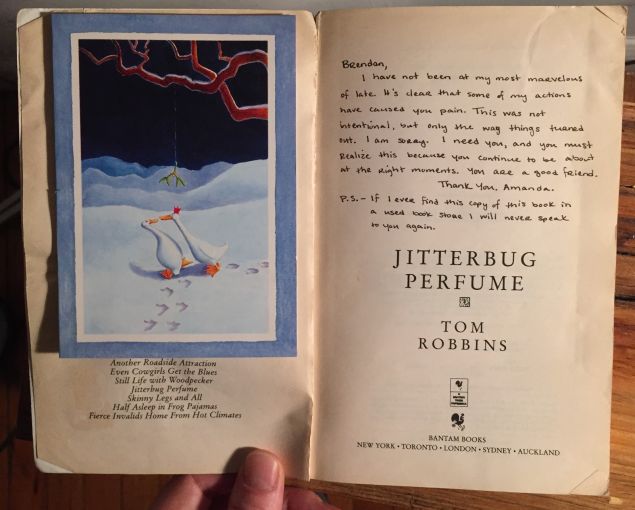 Another Roadside Attraction
Even Cowgirls Get the Blues
Still Life with Woodpecker
Jitterbug Perfume
Skinny Legs and All
Half Asleep in Frog Pajamas
Fierce Invalids Home From Hot Climates
Brendan,
I have not been at my most marvelous
of late. It's clear that some of my actions
have caused you pain. This was not
intentional, but only the way things turned
out. I am sorry. I need you, and you must
realize this because you continue to be about
at the right moments. You are a good friend.
Thank You, Amanda.
P.S. - If I ever find this copy of this book in
a used book store I will never speak
to you again.
JITTERBUG
PERFUME
TOM
ROBBINS
BANTAM BOOKS
NEW YORK • TORONTO • LONDON • SYDNEY • AUCKLAND